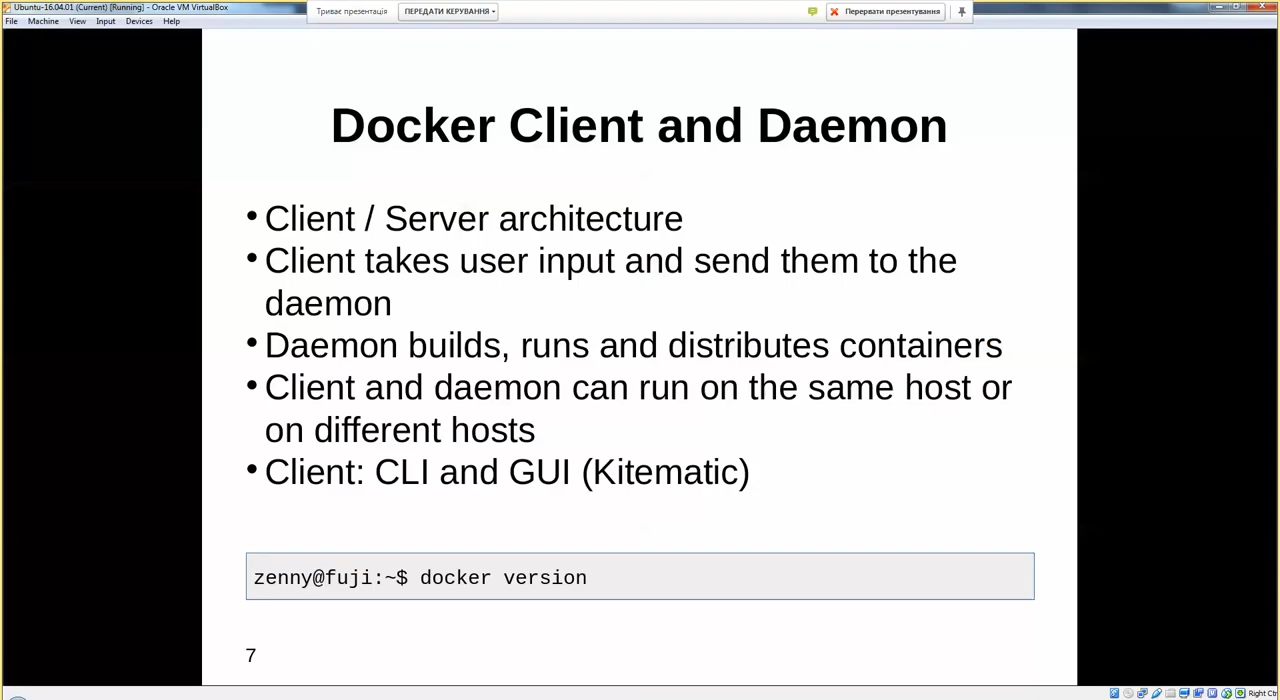 Ubuntu-16.04.01 (Current) [Running] - Oracle VM VirtualBox
Триває презентація
ПЕРЕДАТИ КЕРУВАННЯ
Перервати презентування
File Machine View Input Devices Help
Docker Client and Daemon
• Client / Server architecture
• Client takes user input and send them to the
daemon
• Daemon builds, runs and distributes containers
• Client and daemon can run on the same host or
on different hosts
• Client: CLI and GUI (Kitematic)
zenny@fuji:~$ docker version
7
Right Ctr